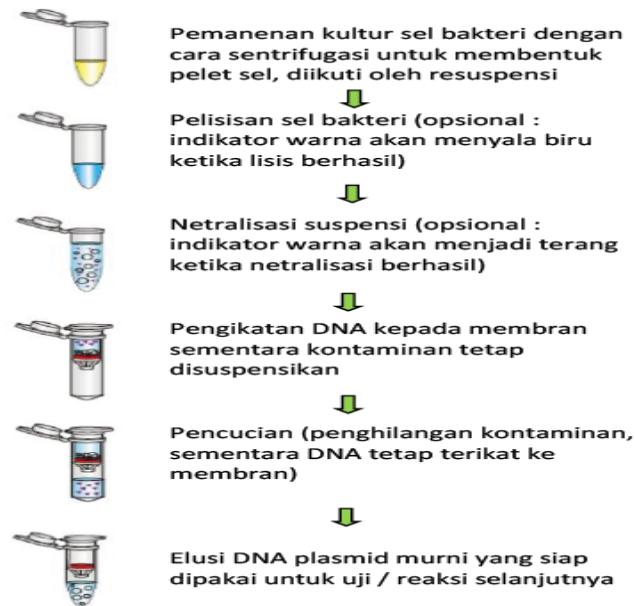 Pemanenan kultur sel bakteri dengan
cara sentrifugasi untuk membentuk
pelet sel, diikuti oleh resuspensi
Pelisisan sel bakteri (opsional :
indikator warna akan menyala biru
ketika lisis berhasil)
Netralisasi suspensi (opsional :
indikator warna akan menjadi terang
ketika netralisasi berhasil)
Pengikatan DNA kepada membran
sementara kontaminan tetap
disuspensikan
Pencucian (penghilangan kontaminan,
sementara DNA tetap terikat ke
membran)
Elusi DNA plasmid murni yang siap
dipakai untuk uji / reaksi selanjutnya